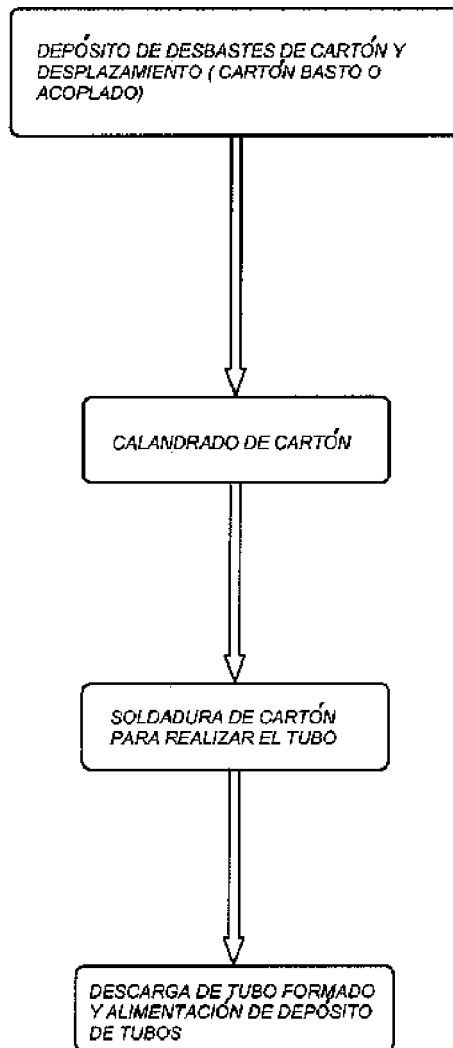 DEPÓSITO DE DESBASTES DE CARTÓN Y
DESPLAZAMIENTO ( CARTÓN BASTO O
ACOPLADO)
CALANDRADO DE CARTÓN
SOLDADURA DE CARTÓN
PARA REALIZAR EL TUBO
DESCARGA DE TUBO FORMADO
Y ALIMENTACIÓN DE DEPÓSITO
DE TUBOS